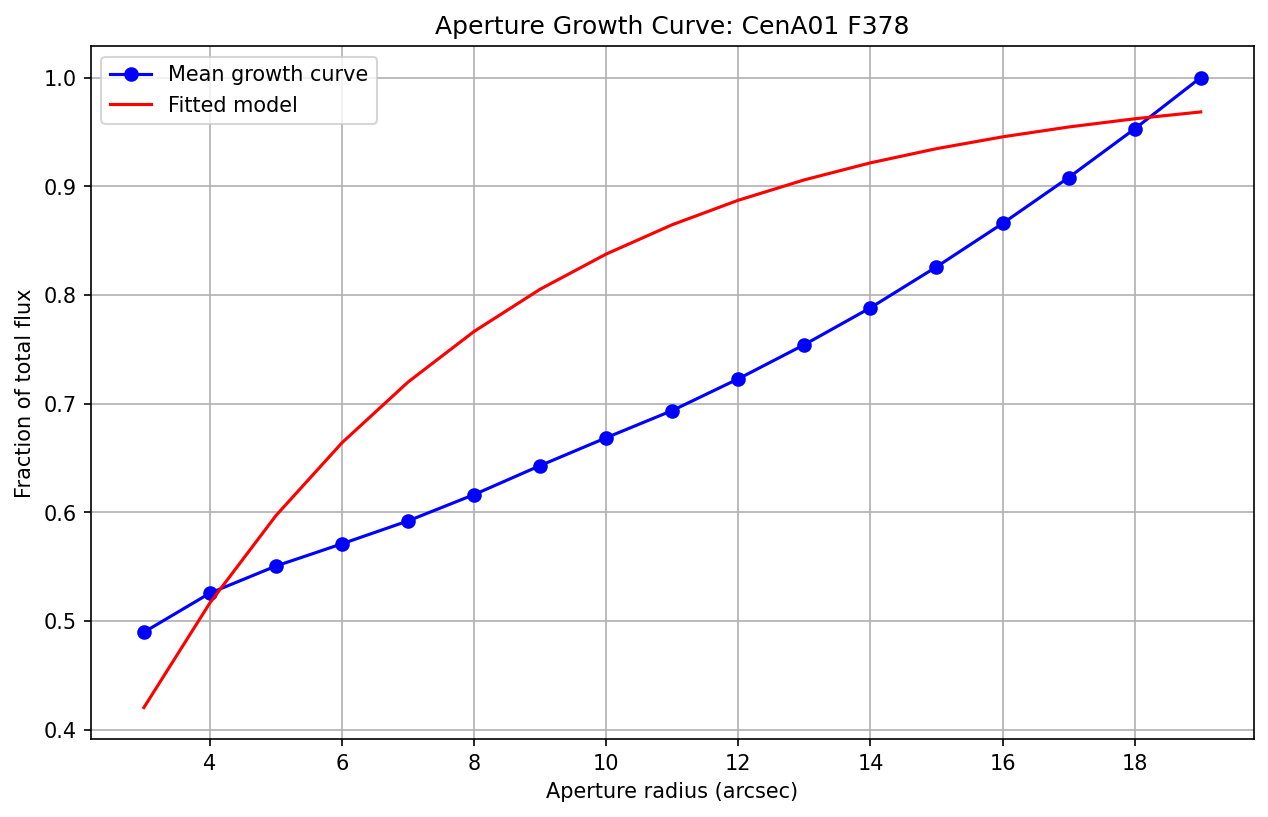 Aperture Growth Curve: CenA01 F378
Mean growth curve
Fitted model
Fraction of total flux
1.0
0.9
0.8
0.7
0.6
0.5
0.4
4 6 8 10 12 14 16 18
Aperture radius (arcsec)